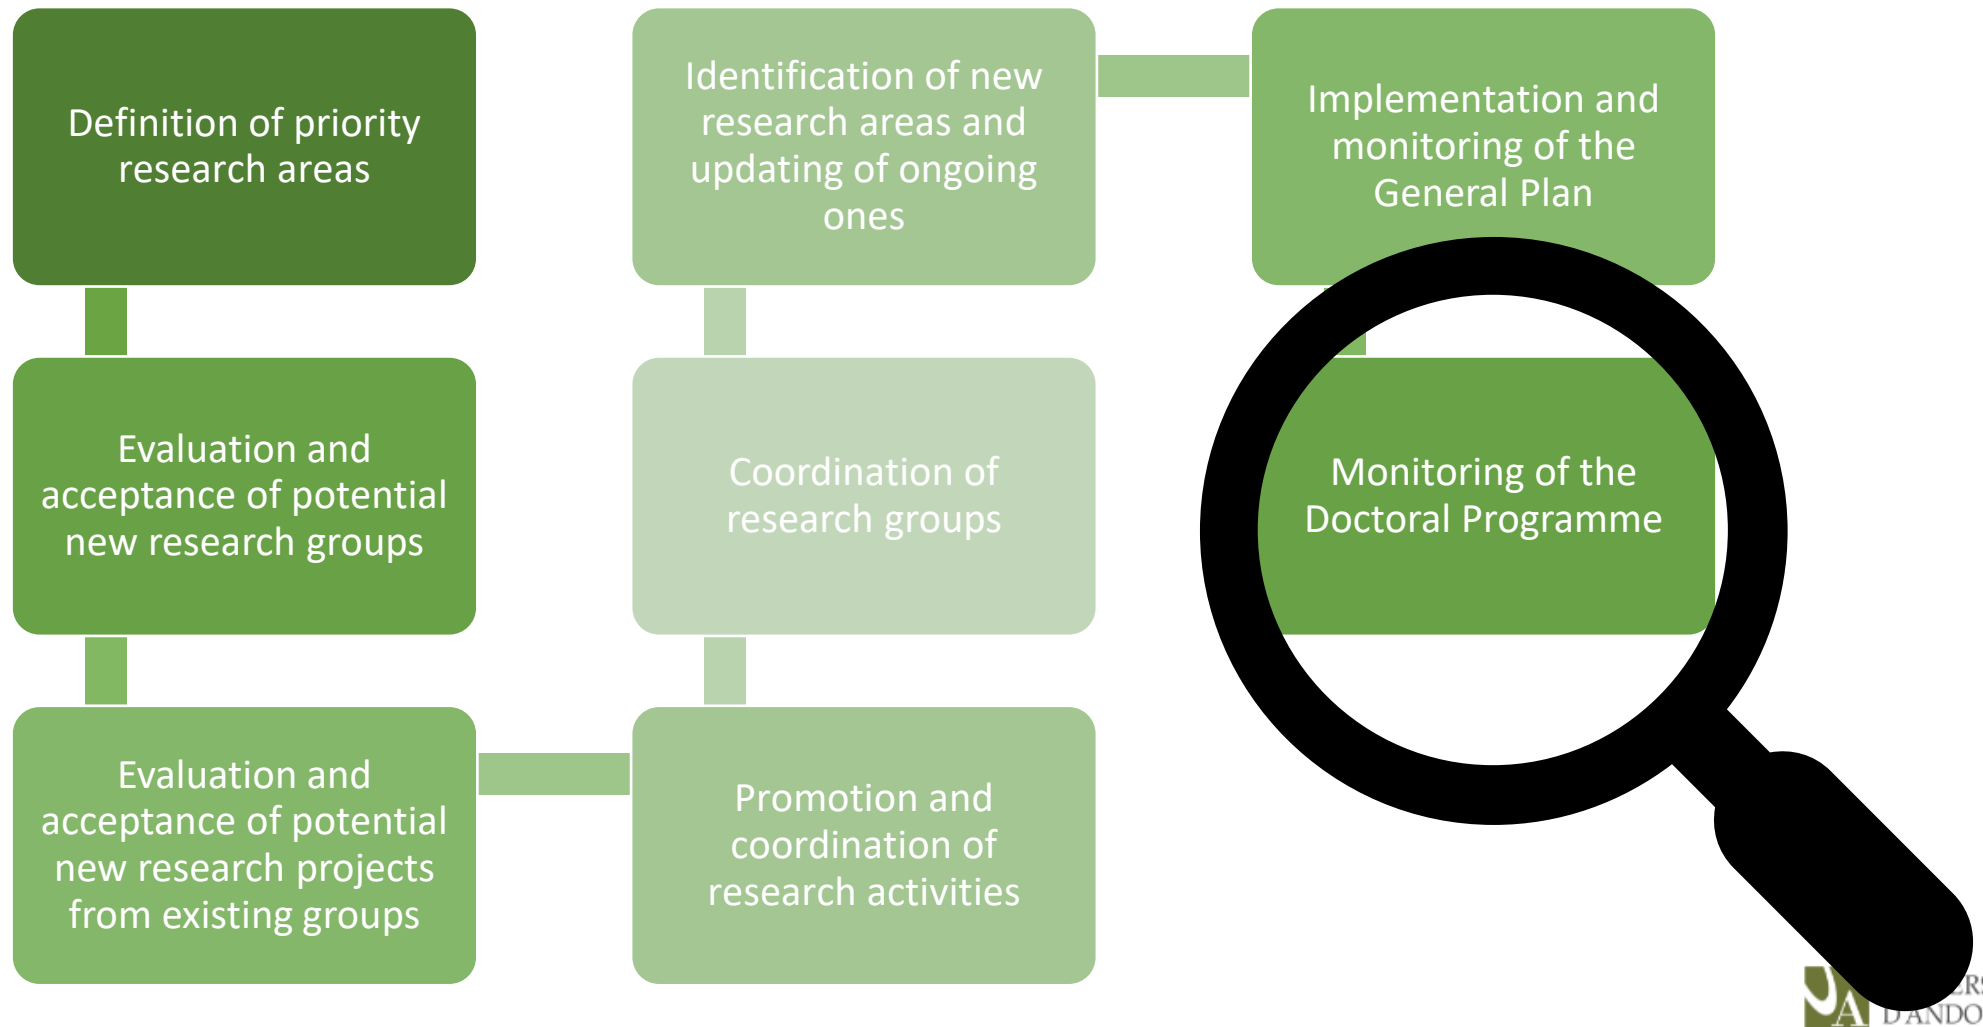 Definition of priority
research areas
Evaluation and
acceptance of potential
new research groups
Evaluation and
acceptance of potential
new research projects
from existing groups
Promotion and
coordination of
research activities
Coordination of
research groups
Identification of new
research areas and
updating of ongoing
ones
Implementation and
monitoring of the
General Plan
Monitoring of the
Doctoral Programme